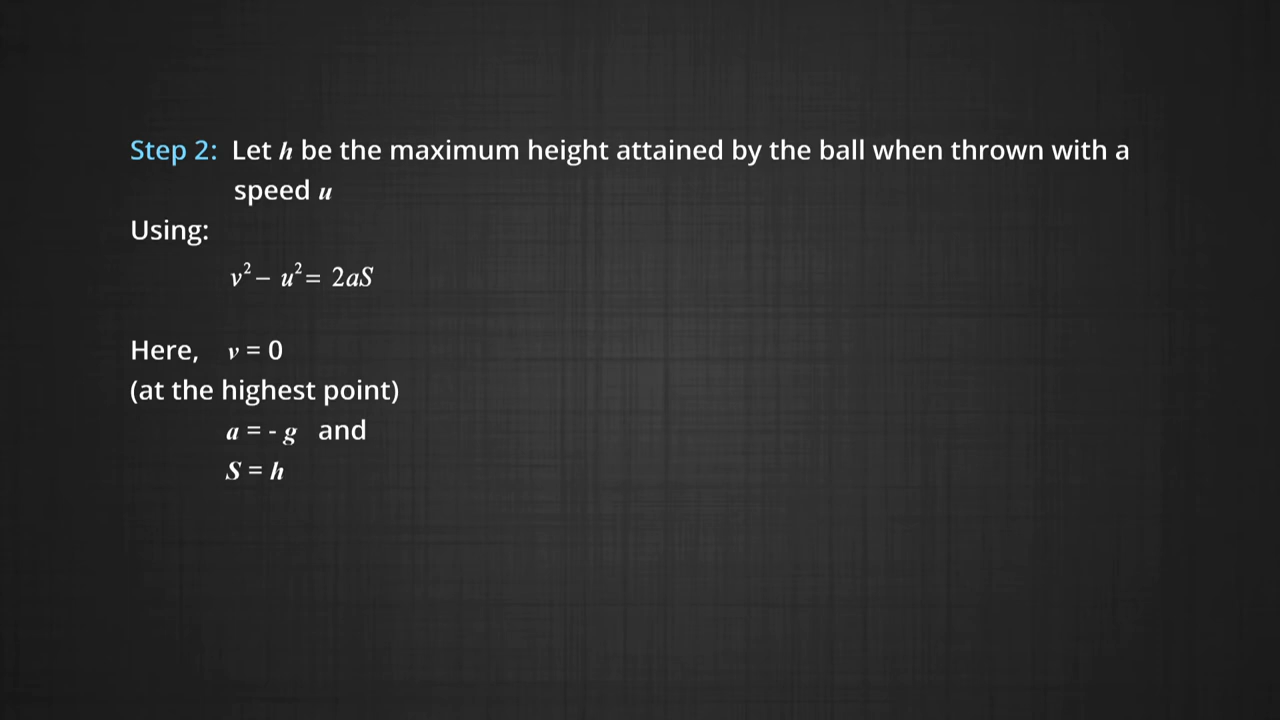 Step 2: Let h be the maximum height attained by the ball when thrown with a
speed u
Using:
v² – u² = 2aS
Here, v = 0
(at the highest point)
a = - g and
S = h